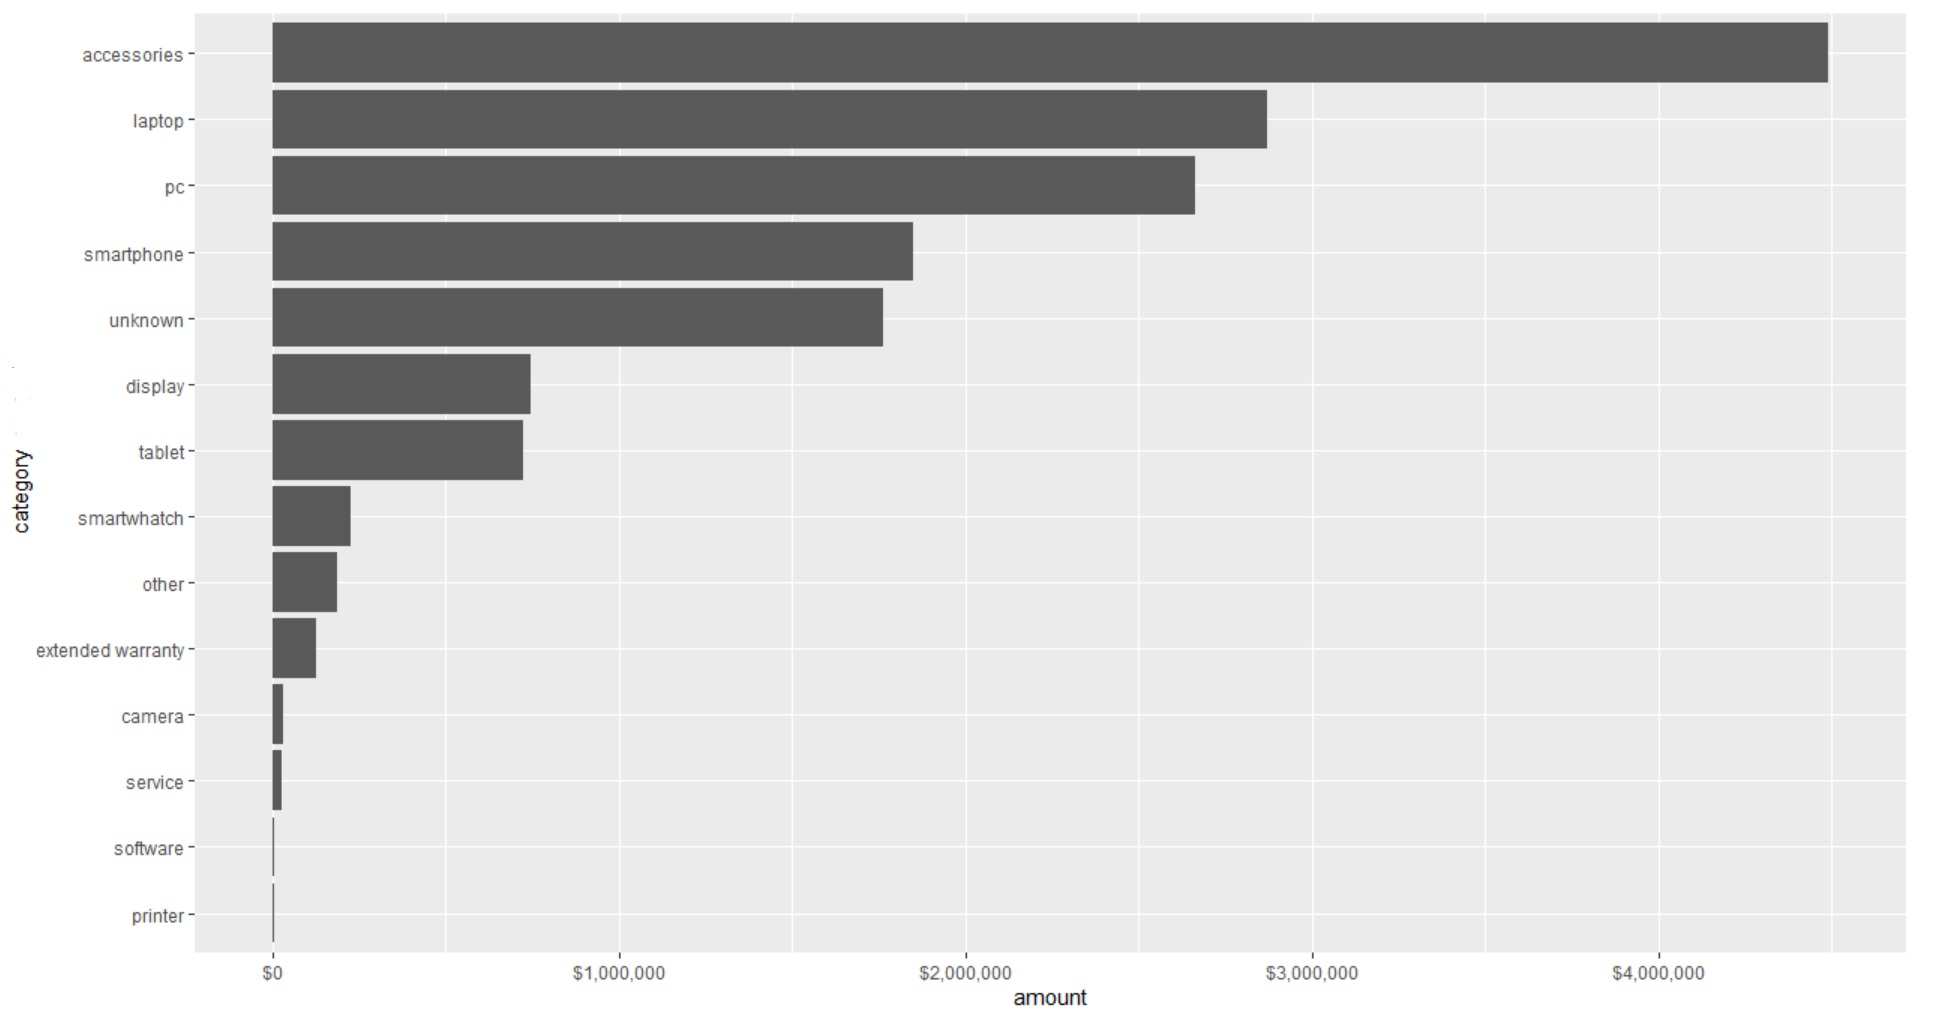 accessories
laptop
pc
smartphone
unknown
display
tablet
smartwhatch
other
extended warranty
camera
service
software
printer
category
$0 $1,000,000 $2,000,000 $3,000,000 $4,000,000
amount